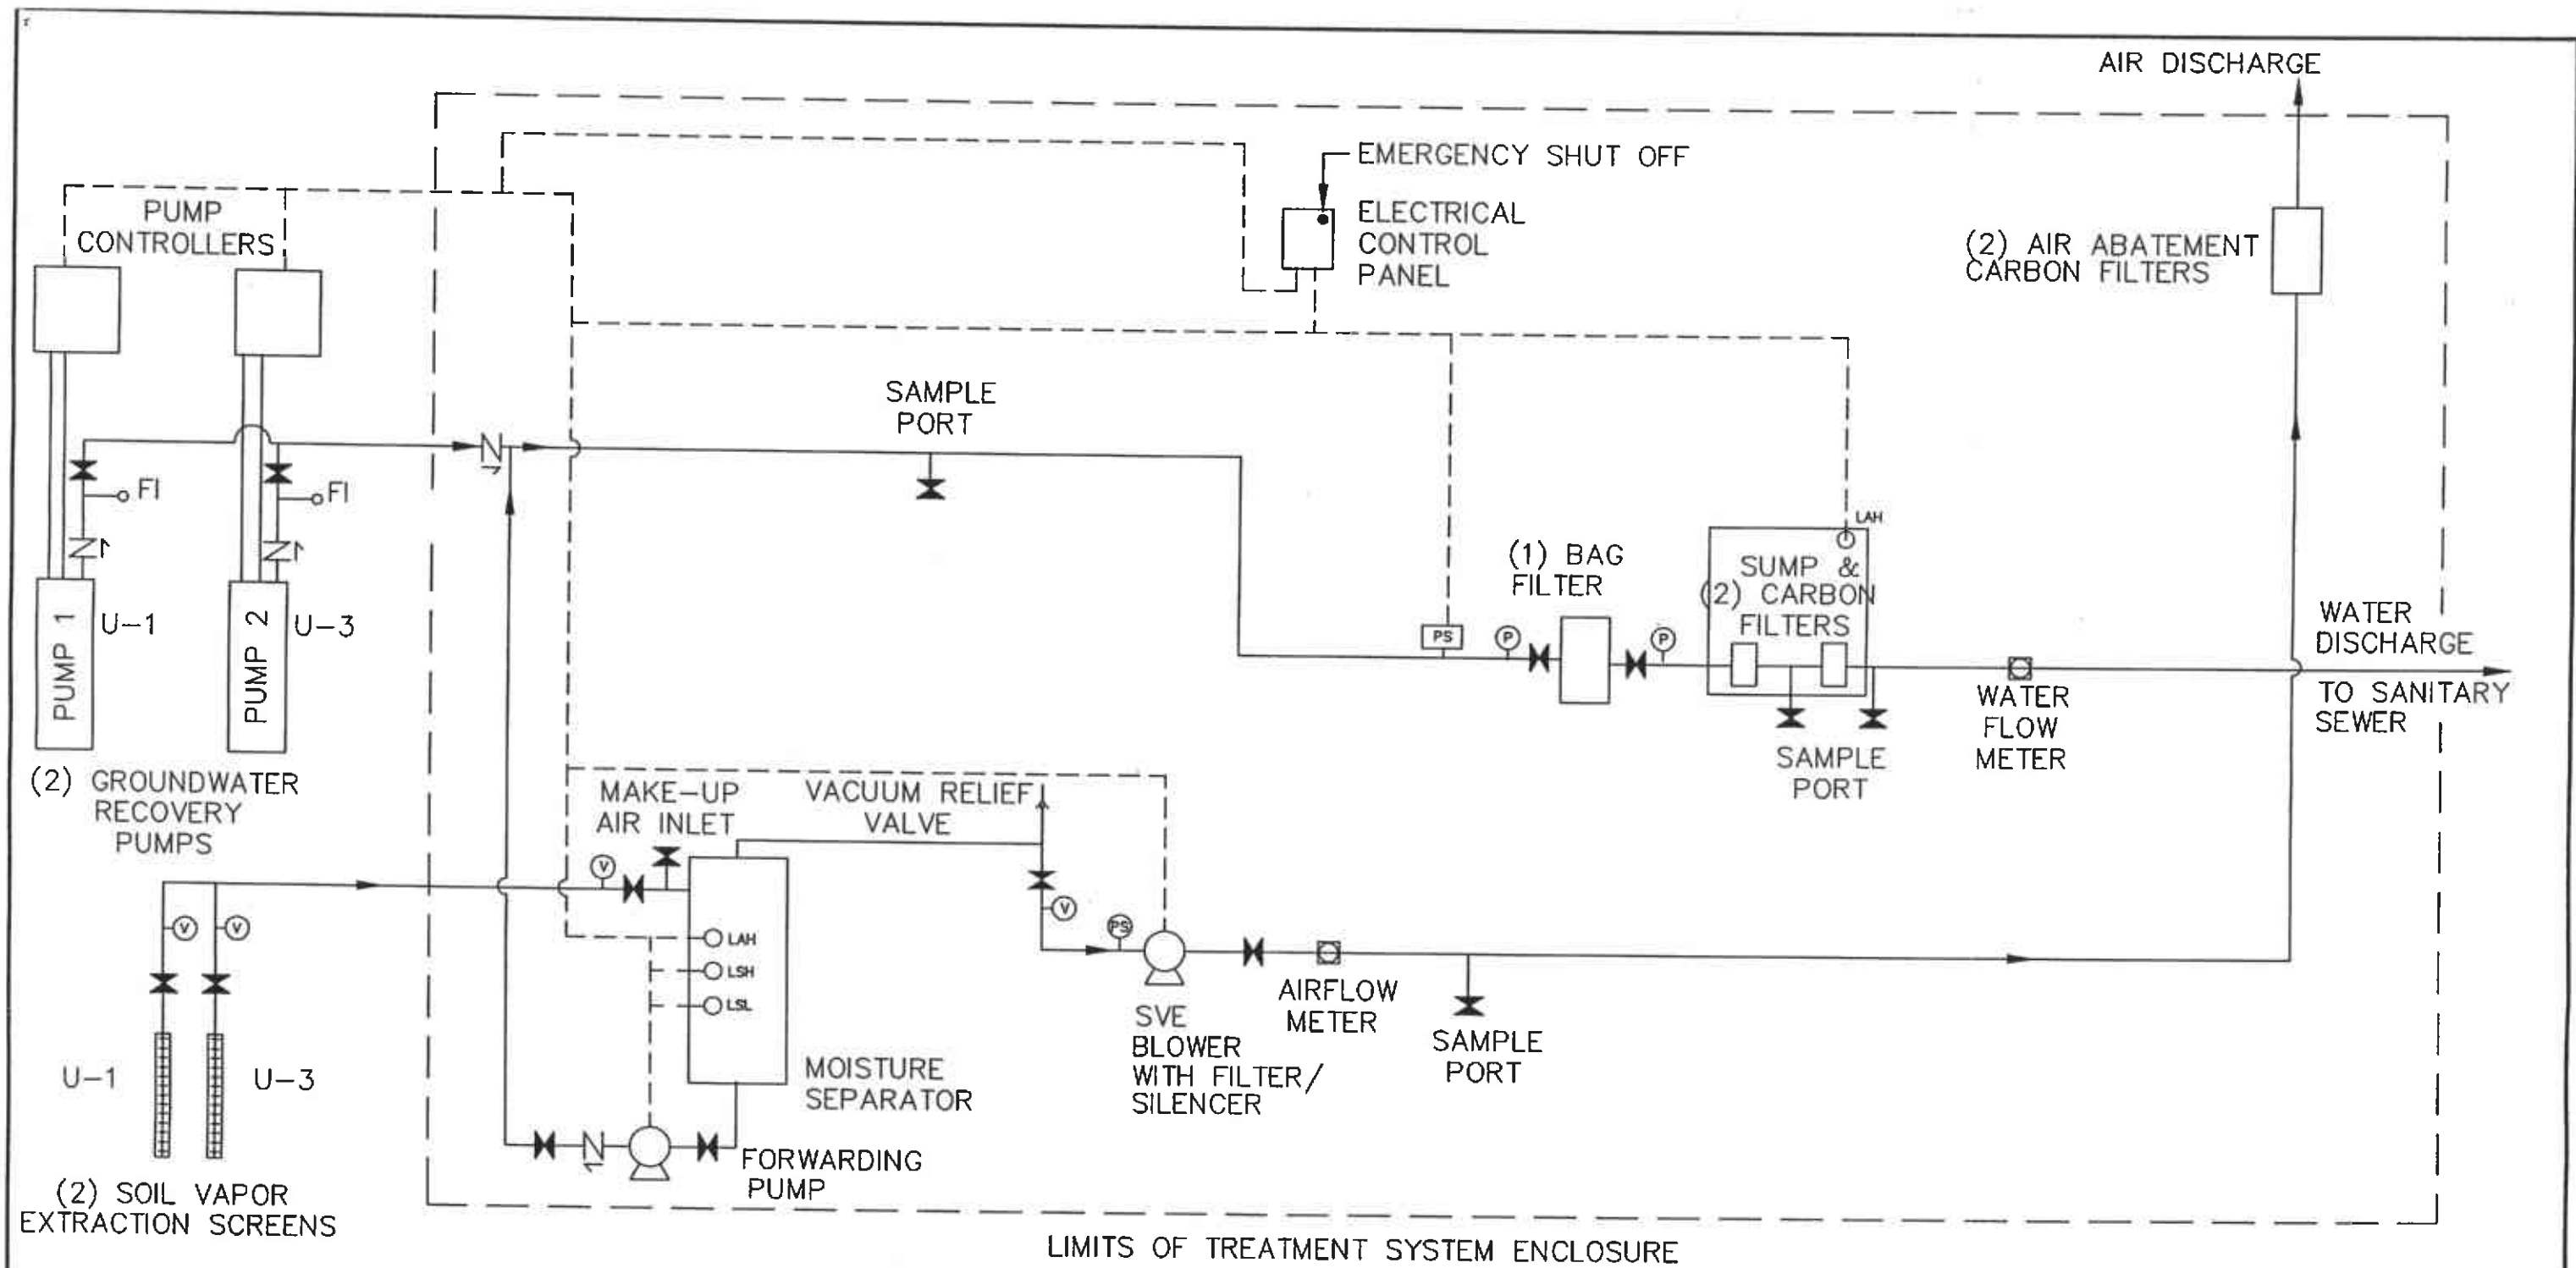 AIR DISCHARGE
EMERGENCY SHUT OFF
PUMP
CONTROLLERS
ELECTRICAL
CONTROL
PANEL
(2) AIR ABATEMENT
CARBON FILTERS
SAMPLE
PORT
FI
FI
PUMP 1
U-1
PUMP 2
U-3
(2) GROUNDWATER
RECOVERY
PUMPS
(1) BAG
FILTER
LAH
SUMP &
(2) CARBON
FILTERS
PS
P
P
WATER
DISCHARGE
TO SANITARY
SEWER
WATER
FLOW
METER
SAMPLE
PORT
MAKE-UP
AIR INLET
VACUUM RELIEF
VALVE
V
V
V
V
PS
LAH
LSH
LSL
MOISTURE
SEPARATOR
SVE
BLOWER
WITH FILTER/
SILENCER
AIRFLOW
METER
SAMPLE
PORT
U-1
U-3
FORWARDING
PUMP
(2) SOIL VAPOR
EXTRACTION SCREENS
LIMITS OF TREATMENT SYSTEM ENCLOSURE